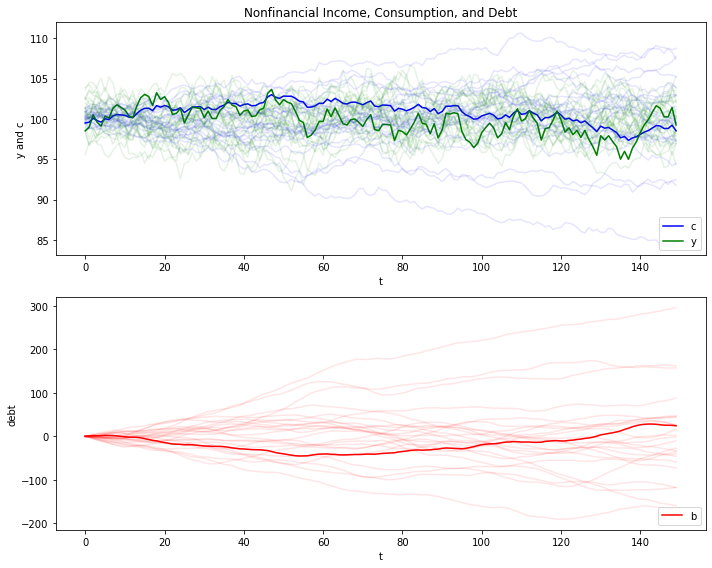 Nonfinancial Income, Consumption, and Debt
110
105
100
95
90
85
y and c
c
y
0 20 40 60 80 100 120 140
t
300
200
100
0
−100
−200
debt
b
0 20 40 60 80 100 120 140
t